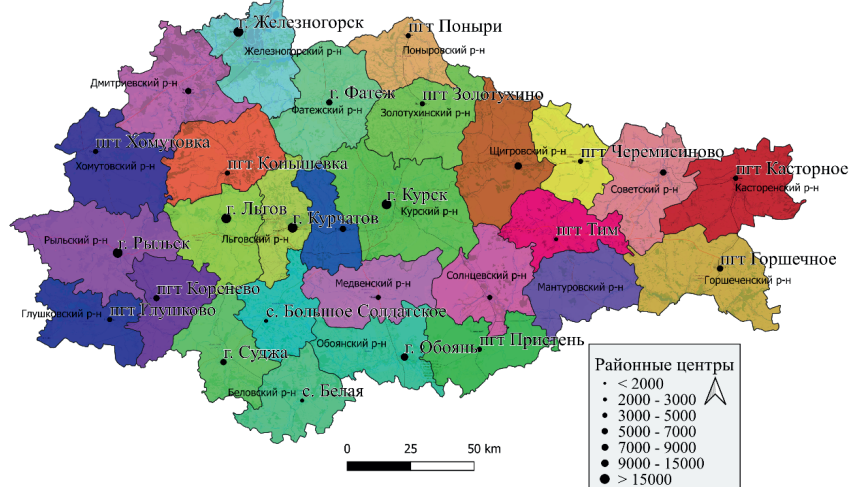 г. Железногорск
пгт Поныри
Железногорский р-н
Поныровский р-н
Дмитриевский р-н
г. Фатеж
пгт Золотухино
Фатежский р-н
Золотухинский р-н
пгт Хомутовка
Щигровский р-н
пгт Черемисиново
Хомутовский р-н
пгт Конышевка
пгт Касторное
Советский р-н
Касторенский р-н
г. Льгов
г. Курск
г. Курчатов
Курский р-н
пгт Тим
Рыльский р-н
г. Рыльск
Льговский р-н
пгт Горшечное
Солнцевский р-н
Медвенский р-н
Мантуровский р-н
Горшеченский р-н
пгт Коренево
пгт Глушково
Глушковский р-н
с. Большое Солдатское
Обоянский р-н
г. Обоянь
пгт Пристень
г. Суджа
Беловский р-н
с. Белая
Районные центры
< 2000
2000 - 3000
3000 - 5000
5000 - 7000
7000 - 9000
9000 - 15000
> 15000
0 25 50 km